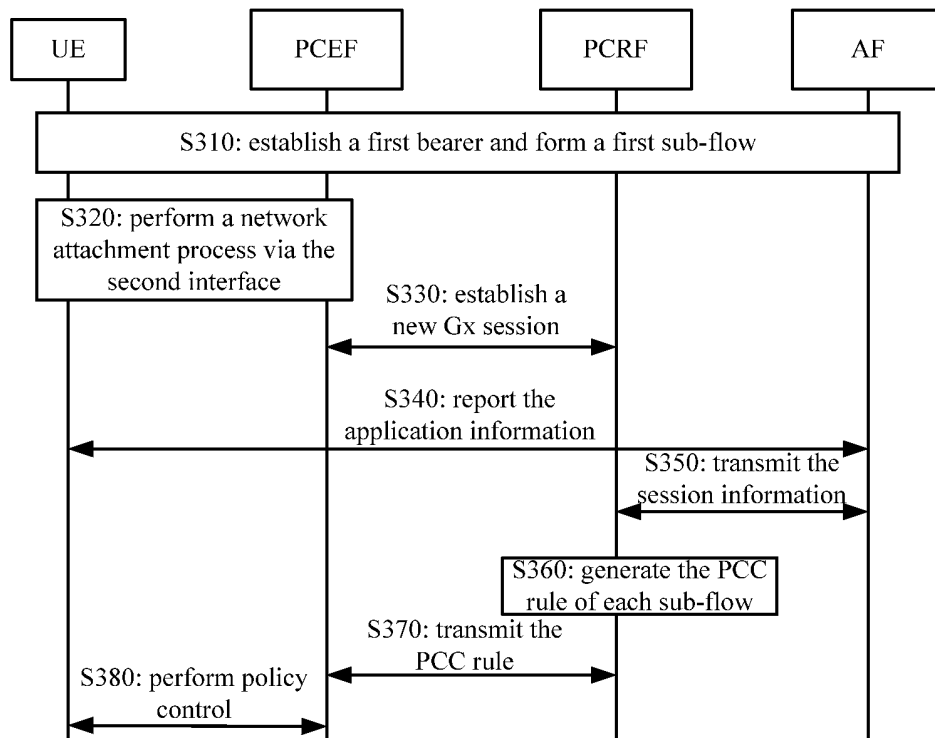 UE
PCEF
PCRF
AF
S310: establish a first bearer and form a first sub-flow
S320: perform a network
attachment process via the
second interface
S330: establish a
new Gx session
S340: report the
application information
S350: transmit the
session information
S360: generate the PCC
rule of each sub-flow
S370: transmit the
PCC rule
S380: perform policy
control